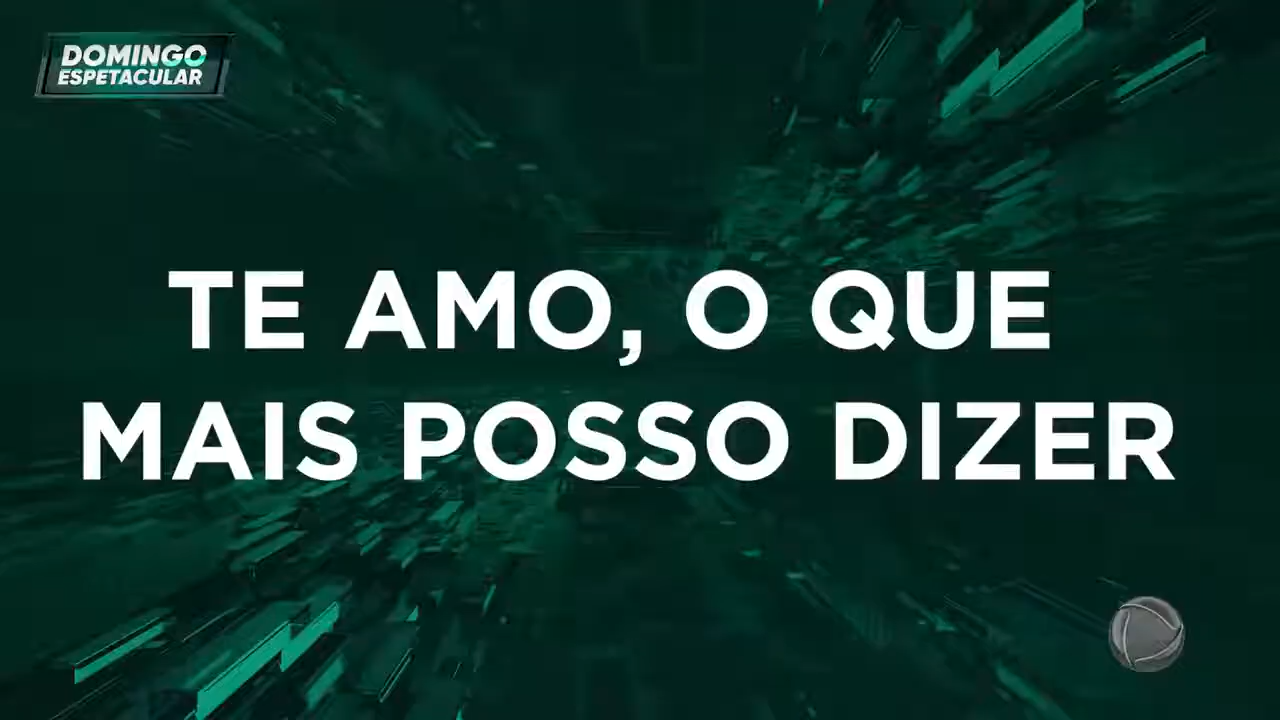 DOMINGO
ESPETACULAR
TE AMO, O QUE
MAIS POSSO DIZER